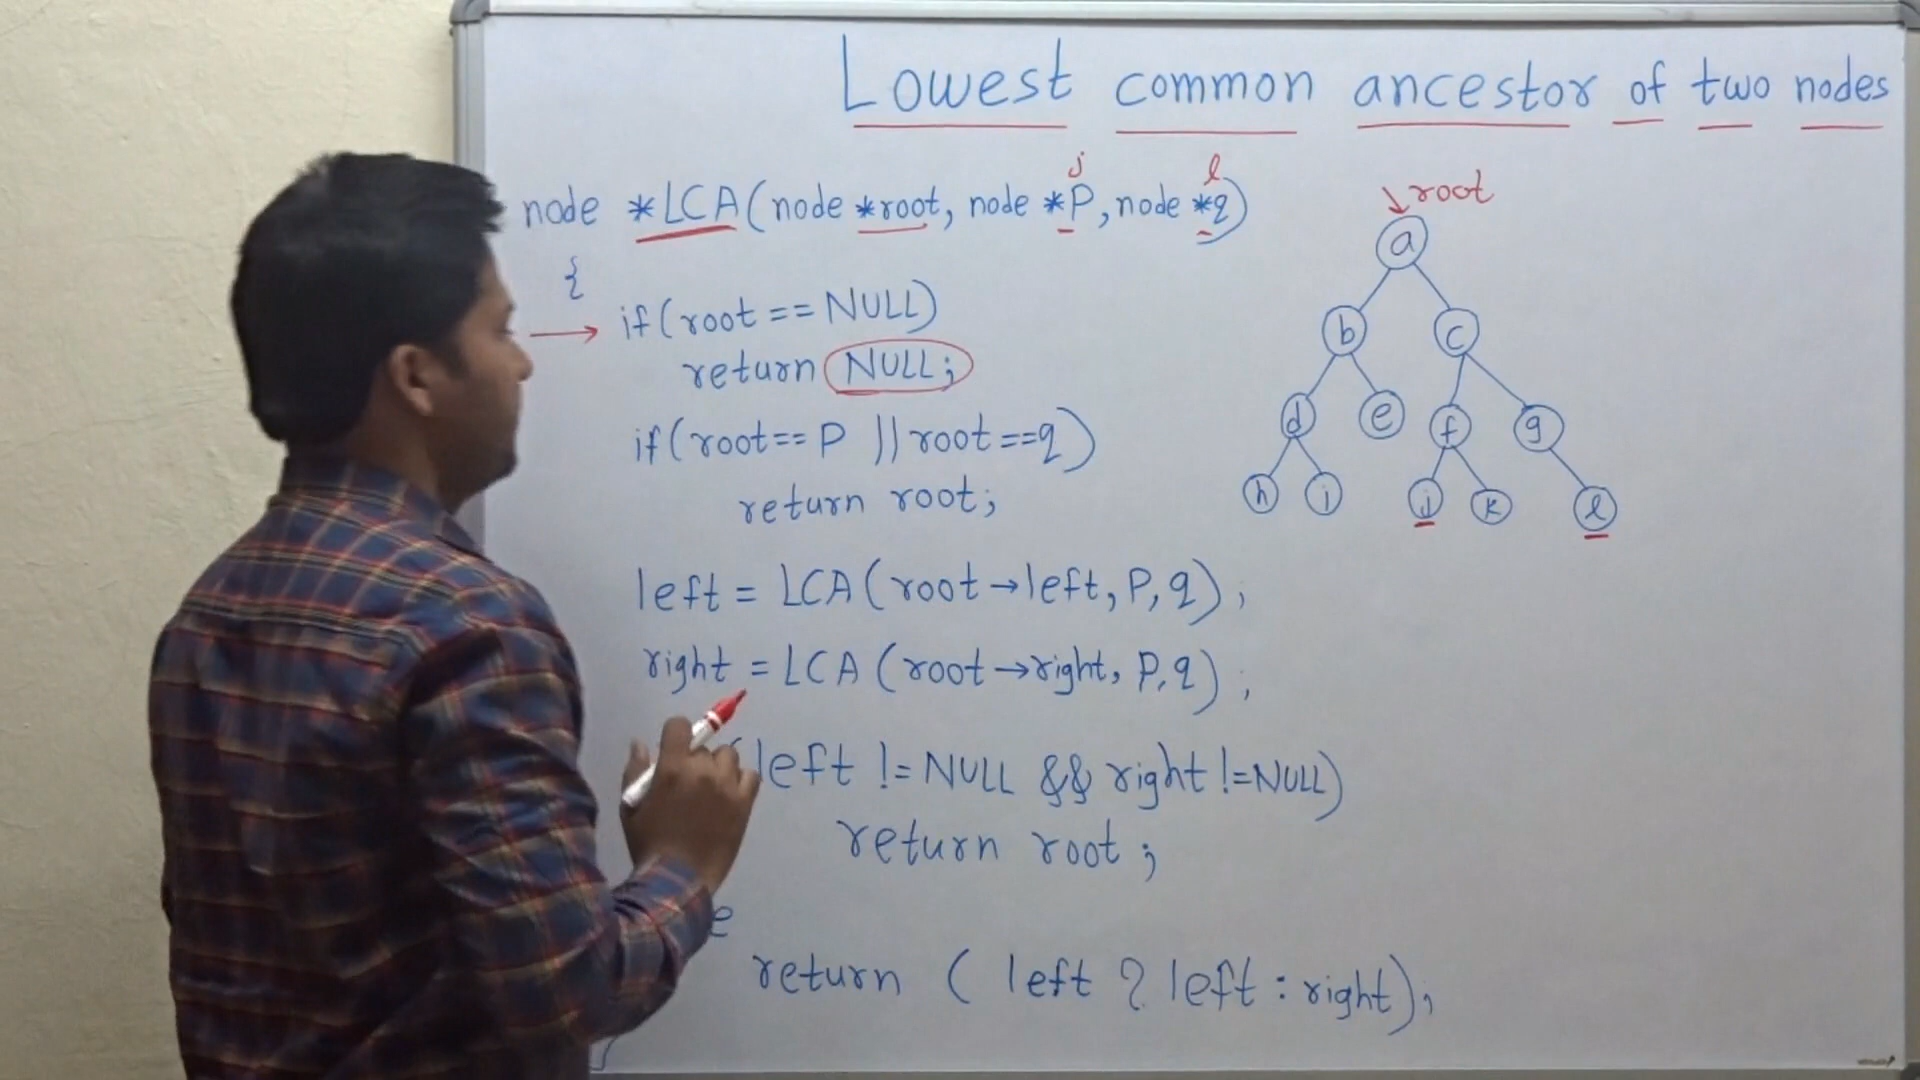 Lowest common ancestor of two nodes
j l
node *LCA(node *root, node *P, node *q)
{
if(root == NULL)
return NULL;
if(root == P || root == q)
return root;
left = LCA(root→left, P, q);
right = LCA(root→right, P, q);
(left != NULL && right != NULL)
return root;
e
return ( left ? left : right);
}
root
a
b c
d e f g
h i j k l